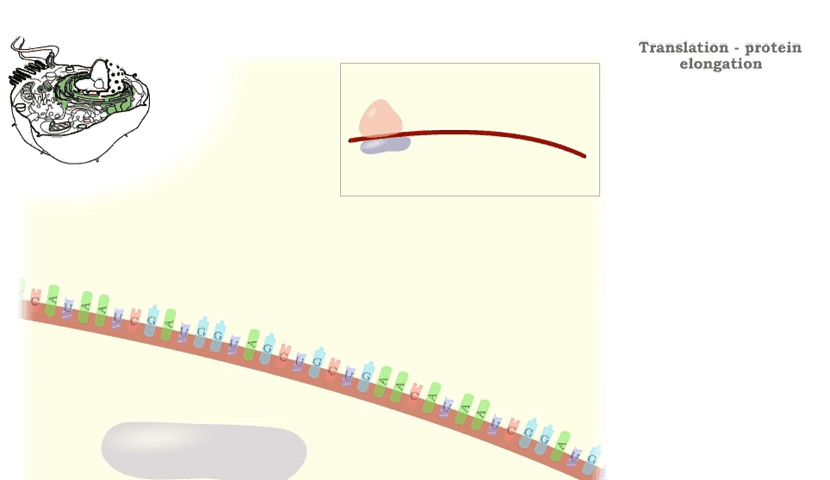 Translation - protein
elongation
C A U A A U C G A U G G U A G C U G C U G A A C A U A A U C G G A U G